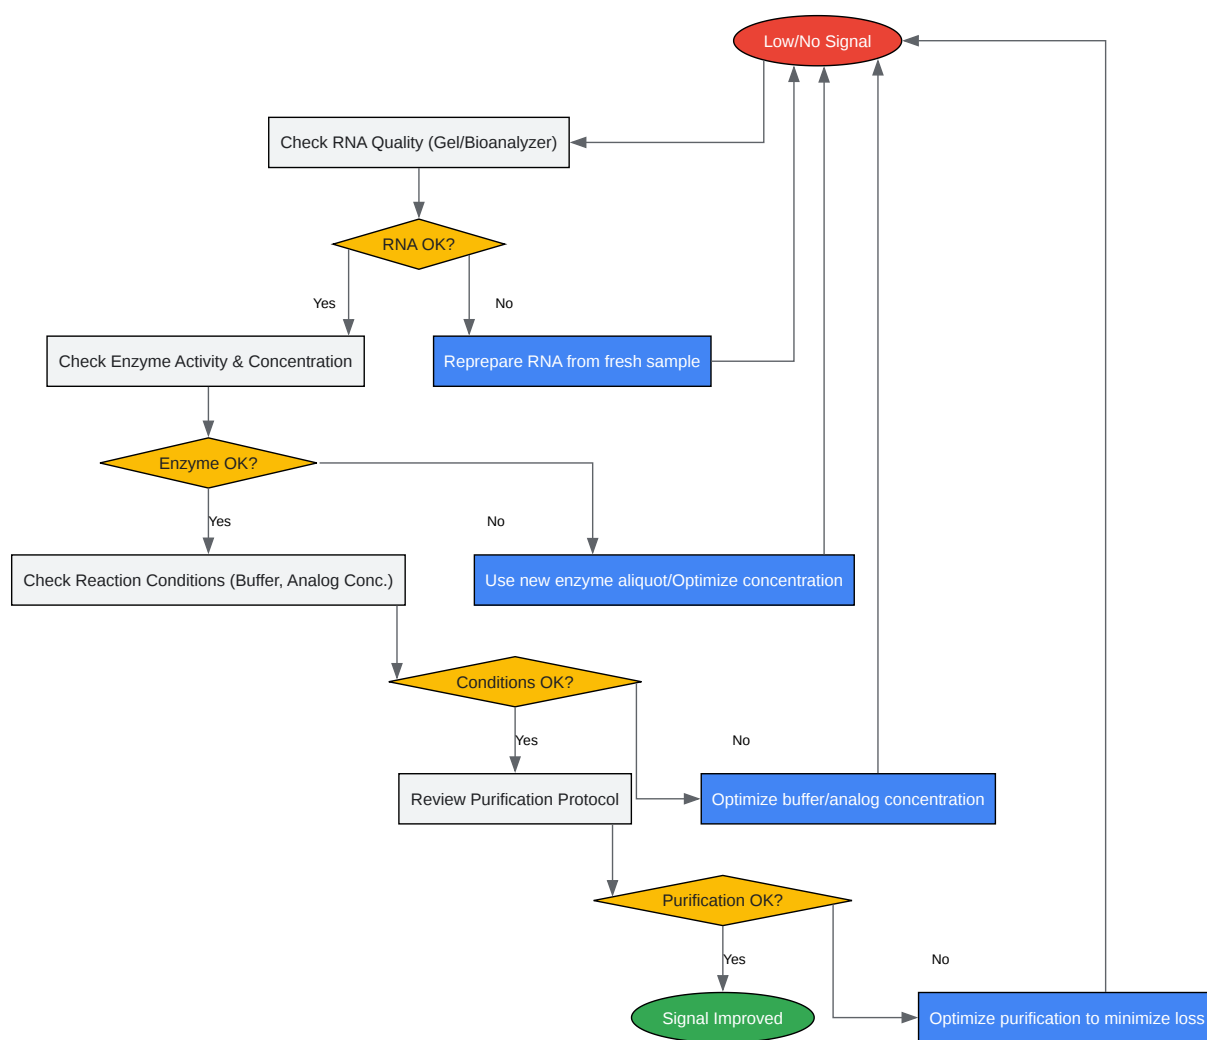 Low/No Signal
Check RNA Quality (Gel/Bioanalyzer)
RNA OK?
Yes
No
Check Enzyme Activity & Concentration
Reprepare RNA from fresh sample
Enzyme OK?
Yes
No
Check Reaction Conditions (Buffer, Analog Conc.)
Use new enzyme aliquot/Optimize concentration
Conditions OK?
Yes
No
Review Purification Protocol
Optimize buffer/analog concentration
Purification OK?
Yes
No
Signal Improved
Optimize purification to minimize loss